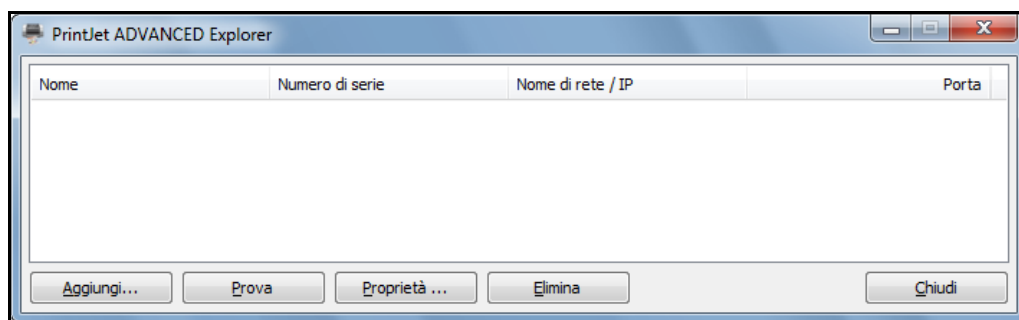 PrintJet ADVANCED Explorer
Nome Numero di serie Nome di rete / IP Porta
Aggiungi... Prova Proprietà ... Elimina Chiudi